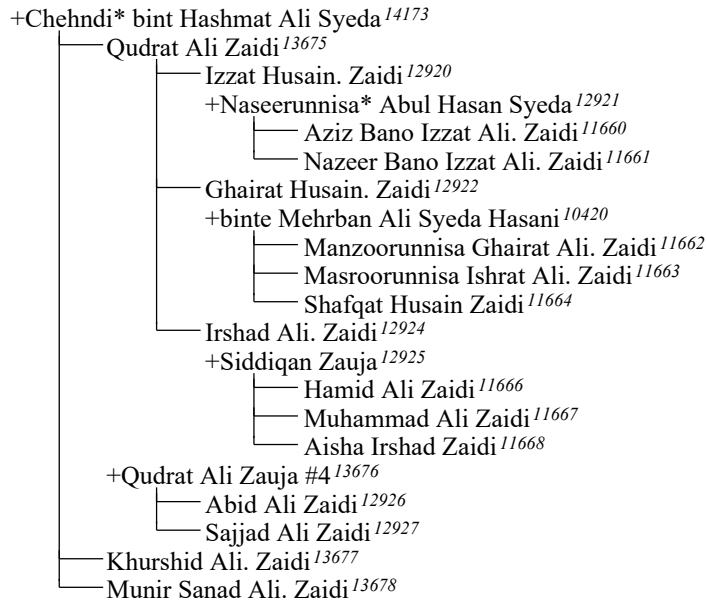 +Chehndi* bint Hashmat Ali Syeda 14173
Qudrat Ali Zaidi 13675
Izzat Husain. Zaidi 12920
+Naseerunnisa* Abul Hasan Syeda 12921
Aziz Bano Izzat Ali. Zaidi 11660
Nazeer Bano Izzat Ali. Zaidi 11661
Ghairat Husain. Zaidi 12922
+binte Mehrban Ali Syeda Hasani 10420
Manzoorunnisa Ghairat Ali. Zaidi 11662
Masroorunnisa Ishrat Ali. Zaidi 11663
Shafqat Husain Zaidi 11664
Irshad Ali. Zaidi 12924
+Siddiqan Zauja 12925
Hamid Ali Zaidi 11666
Muhammad Ali Zaidi 11667
Aisha Irshad Zaidi 11668
+Qudrat Ali Zauja #4 13676
Abid Ali Zaidi 12926
Sajjad Ali Zaidi 12927
Khurshid Ali. Zaidi 13677
Munir Sanad Ali. Zaidi 13678